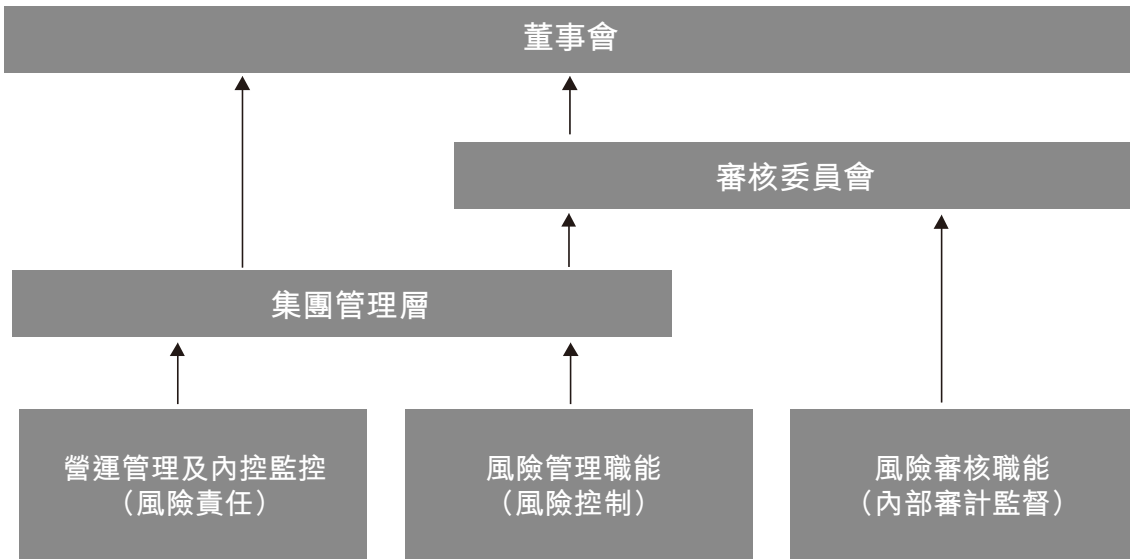 董事會
審核委員會
集團管理層
營運管理及內控監控
（風險責任）
風險管理職能
（風險控制）
風險審核職能
（內部審計監督）